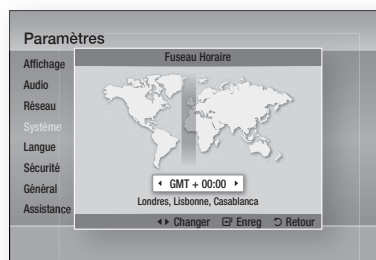 Paramètres
Fuseau Horaire
Affichage
Audio
Réseau
Système
Langue
Sécurité
Général
Assistance
GMT + 00:00
Londres, Lisbonne, Casablanca
Changer Enreg Retour